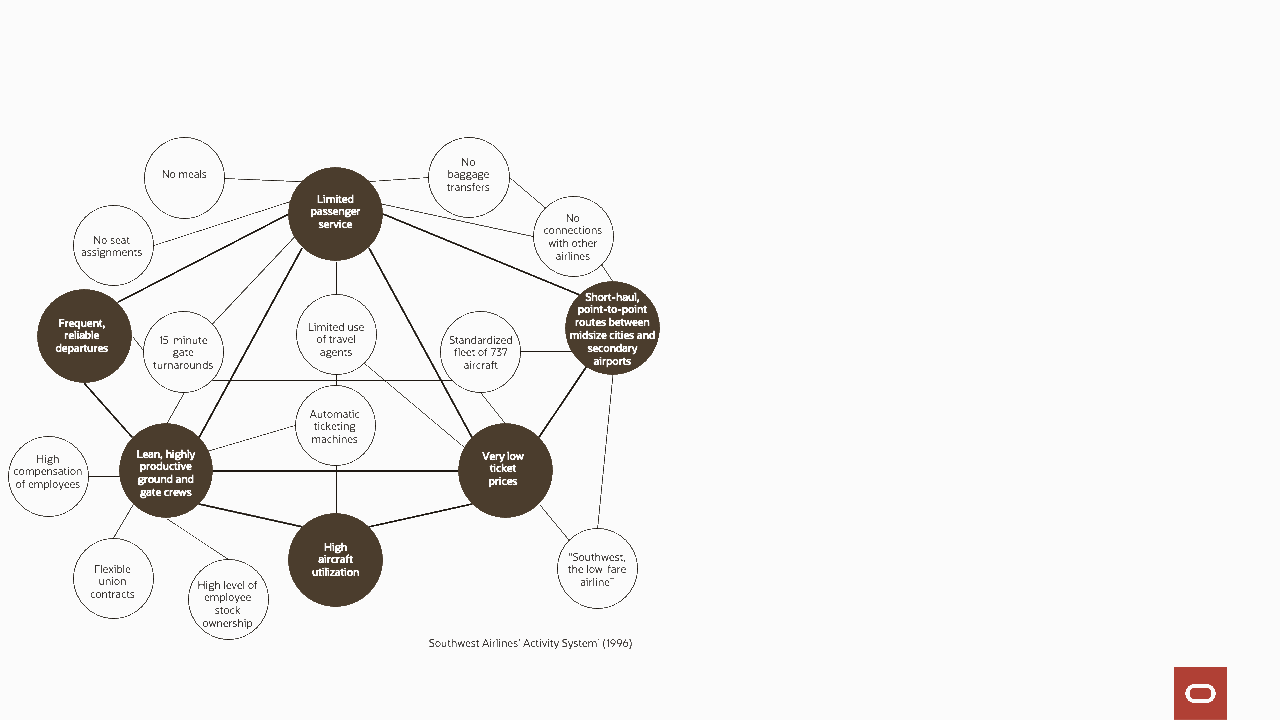 No meals
No
baggage
transfers
Limited
passenger
service
No seat
assignments
No
connections
with other
airlines
Frequent,
reliable
departures
15-minute
gate
turnarounds
Limited use
of travel
agents
Standardized
fleet of 737
aircraft
Short-haul,
point-to-point
routes between
midsize cities and
secondary
airports
Automatic
ticketing
machines
High
compensation
of employees
Lean, highly
productive
ground and
gate crews
Very low
ticket
prices
High
aircraft
utilization
Flexible
union
contracts
High level of
employee
stock
ownership
"Southwest,
the low-fare
airline"
Southwest Airlines' Activity System' (1996)